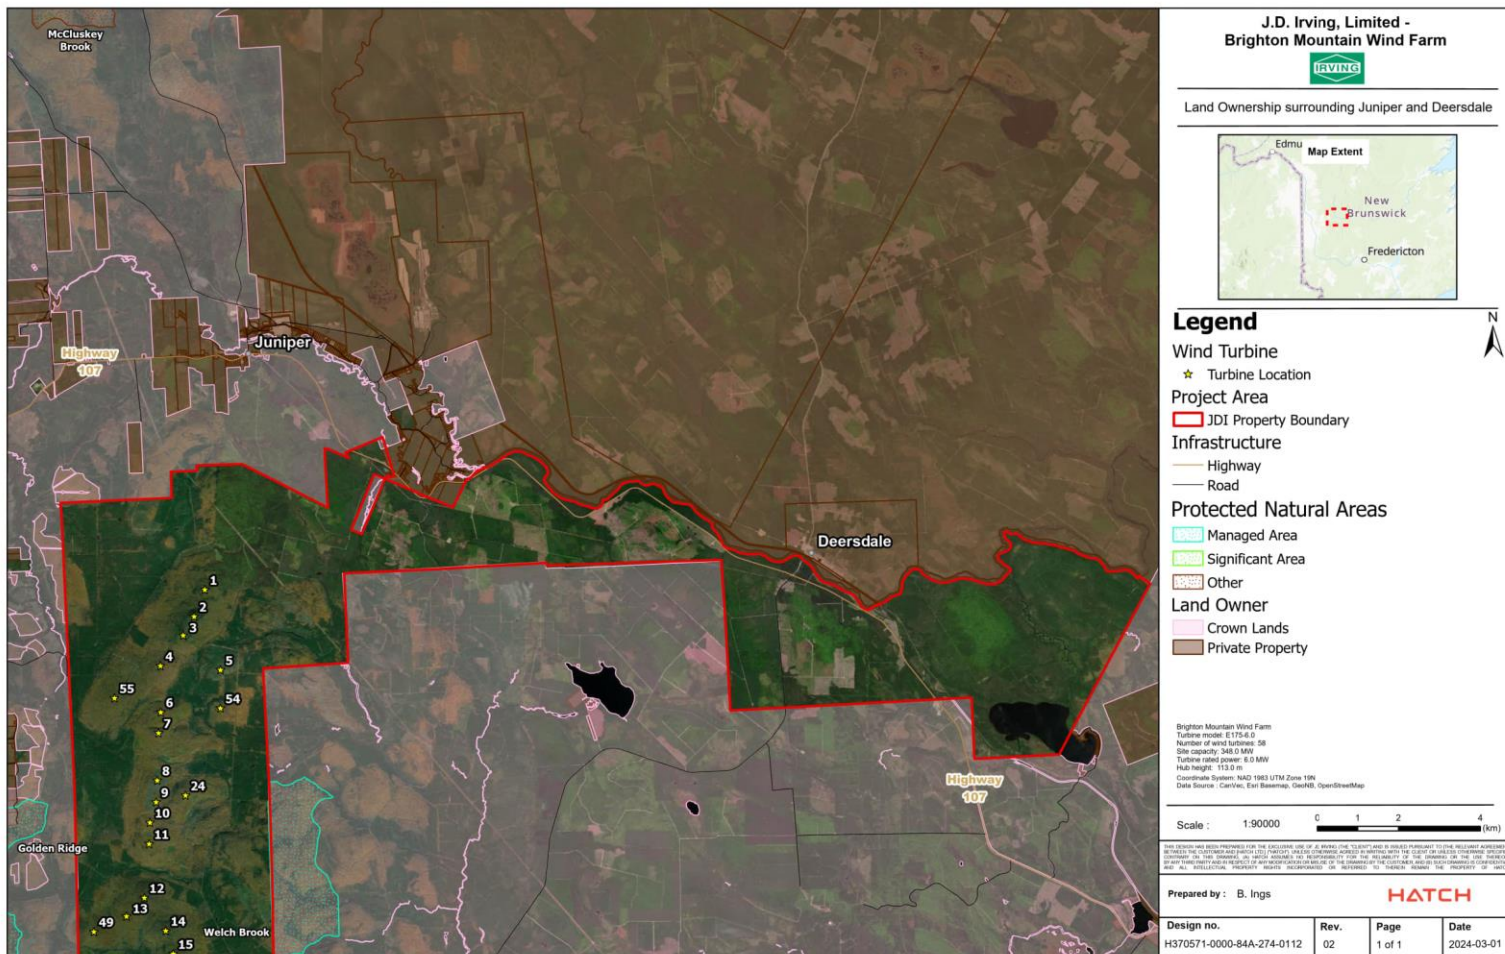 McCluskey
Brook
Highway
107
Juniper
Deersdale
1
2
3
4
5
55
54
6
7
8
24
9
10
11
Golden Ridge
12
13
49
14
Welch Brook
15
Highway
107
J.D. Irving, Limited -
Brighton Mountain Wind Farm
IRVING
Land Ownership surrounding Juniper and Deersdale
Edmu
Map Extent
New
Brunswick
Fredericton
Legend
N
Wind Turbine
Turbine Location
Project Area
JDI Property Boundary
Infrastructure
Highway
Road
Protected Natural Areas
Managed Area
Significant Area
Other
Land Owner
Crown Lands
Private Property
Brighton Mountain Wind Farm
Turbine model: E175-6.0
Number of wind turbines: 58
Site capacity: 348.0 MW
Turbine rated power: 6.0 MW
Hub height: 113.0 m
Coordinate System: NAD 1983 UTM Zone 19N
Data Source : CanVec, Esri Basemap, GeoNB, OpenStreetMap
Scale : 1:90000
0 1 2 4
(km)
Prepared by : B. Ings
HATCH
Design no. Rev. Page Date
H370571-0000-84A-274-0112 02 1 of 1 2024-03-01